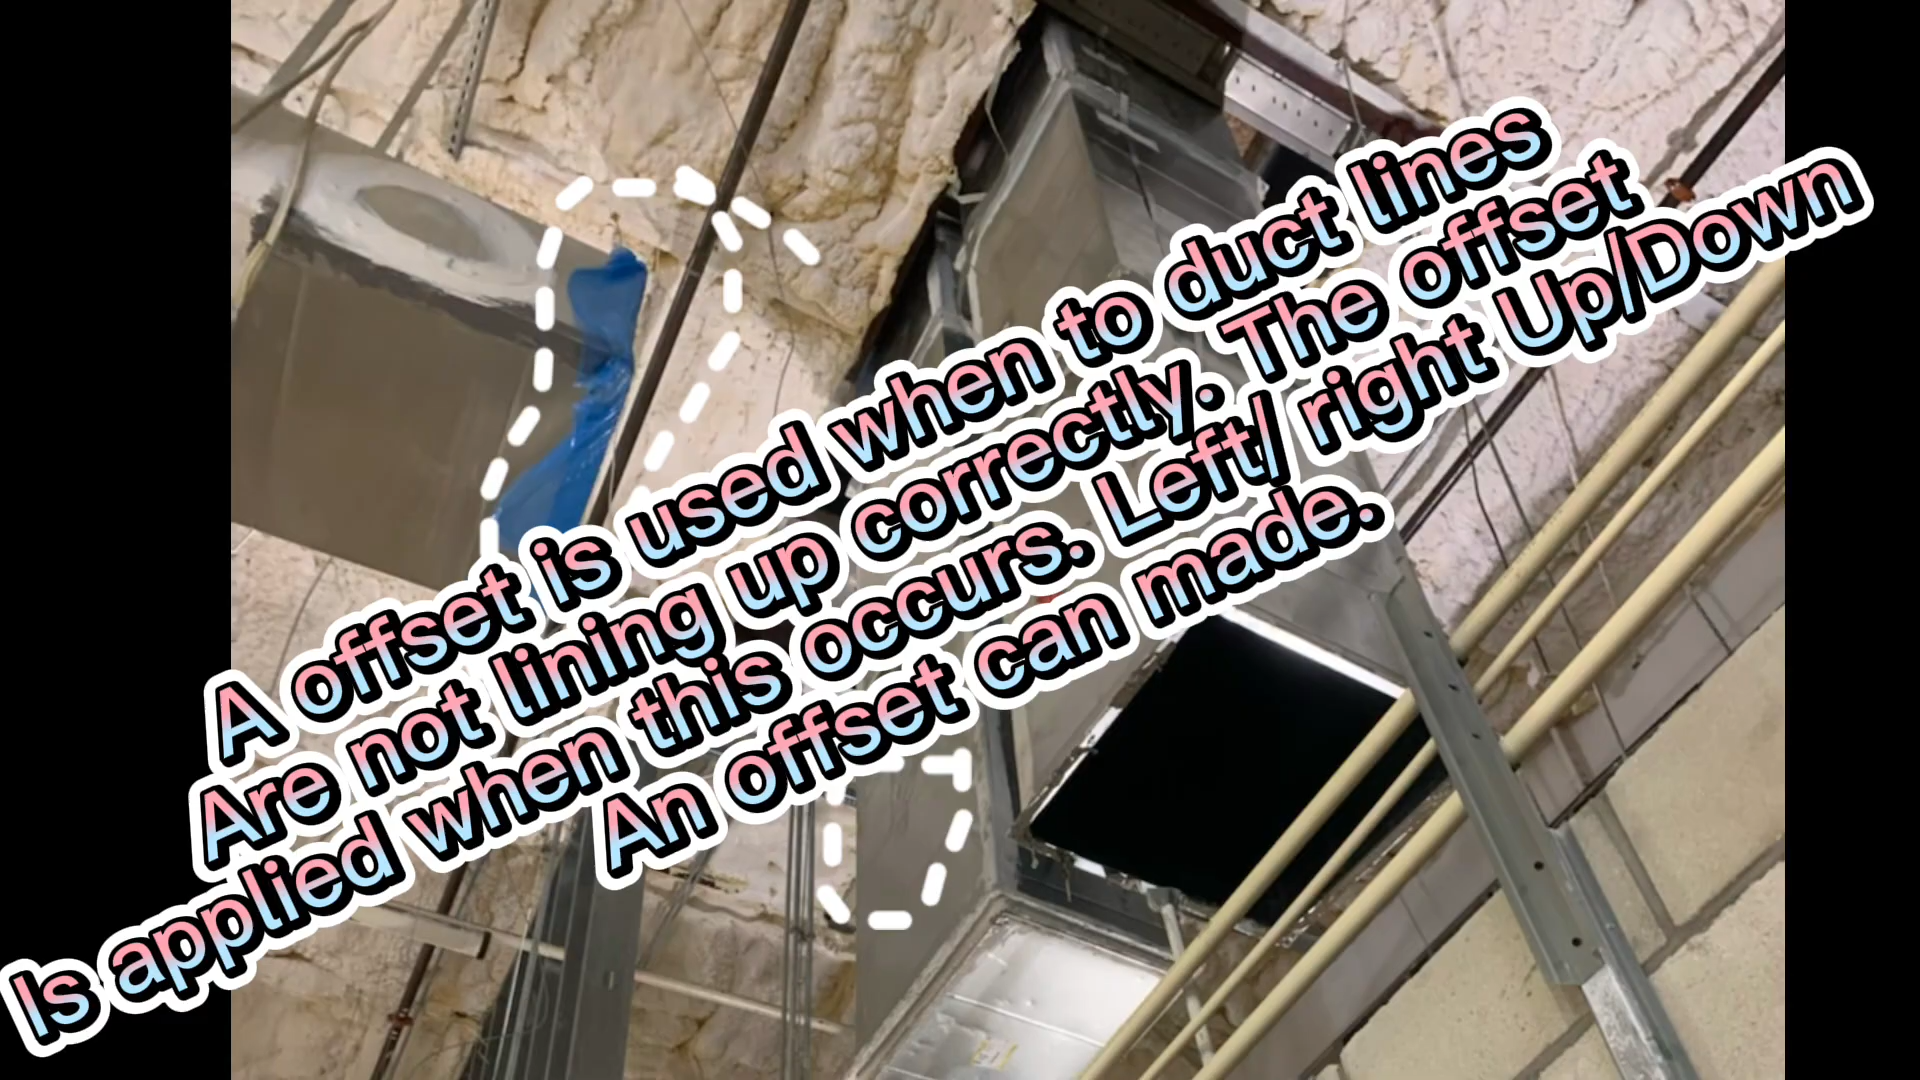 A offset is used when to duct lines
Are not lining up correctly. The offset
Is applied when this occurs. Left/ right Up/Down
An offset can made.